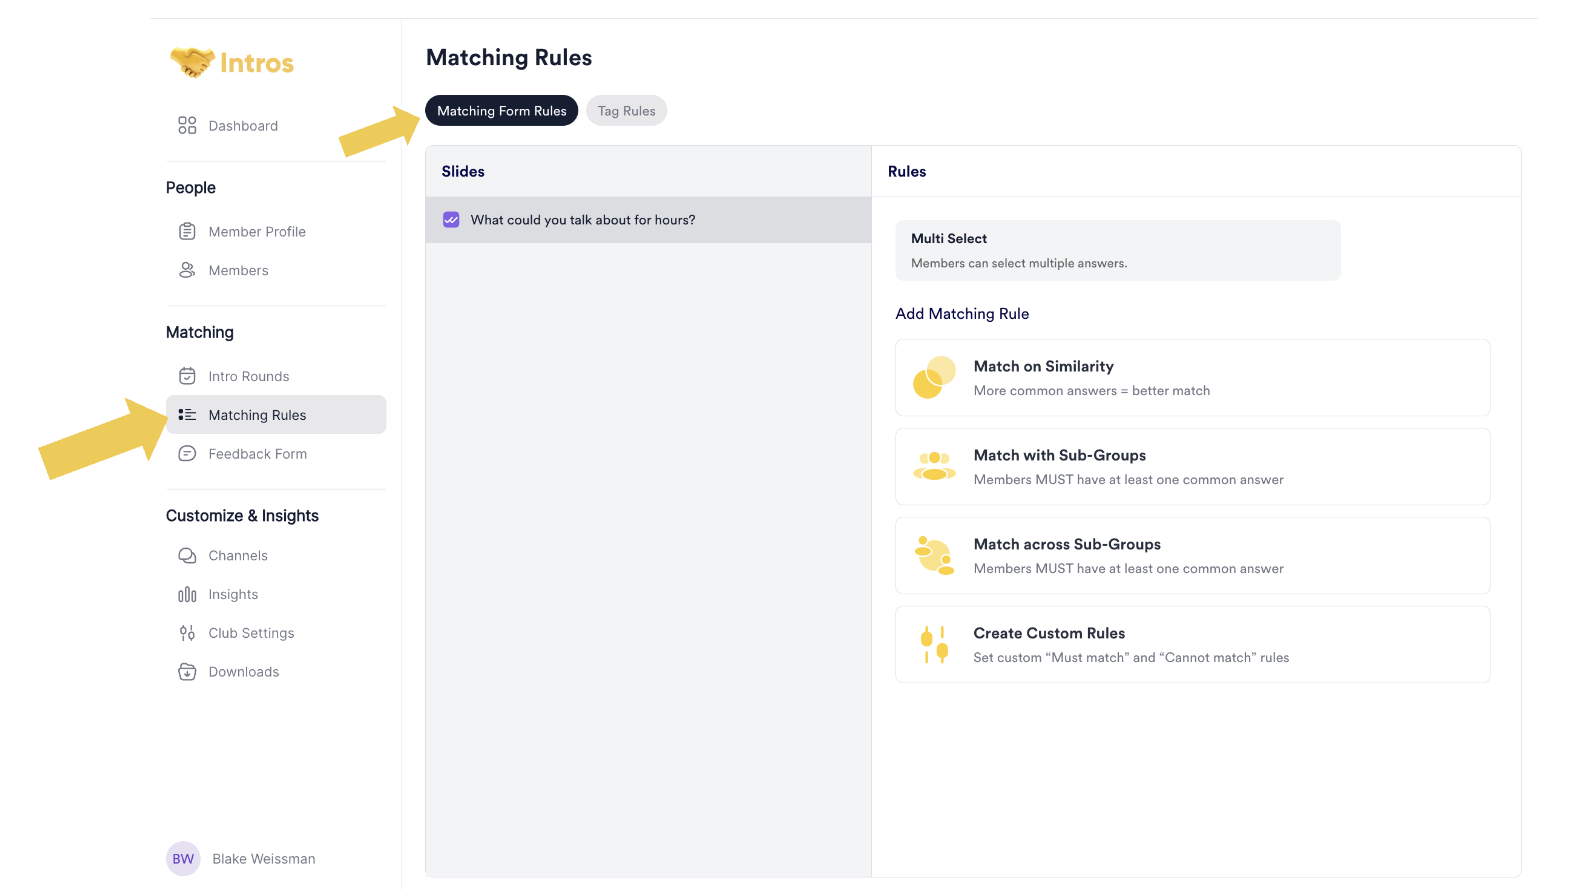 Intros
Dashboard
People
Member Profile
Members
Matching
Intro Rounds
Matching Rules
Feedback Form
Customize & Insights
Channels
Insights
Club Settings
Downloads
BW Blake Weissman
Matching Rules
Matching Form Rules Tag Rules
Slides
What could you talk about for hours?
Rules
Multi Select
Members can select multiple answers.
Add Matching Rule
Match on Similarity
More common answers = better match
Match with Sub-Groups
Members MUST have at least one common answer
Match across Sub-Groups
Members MUST have at least one common answer
Create Custom Rules
Set custom “Must match” and “Cannot match” rules